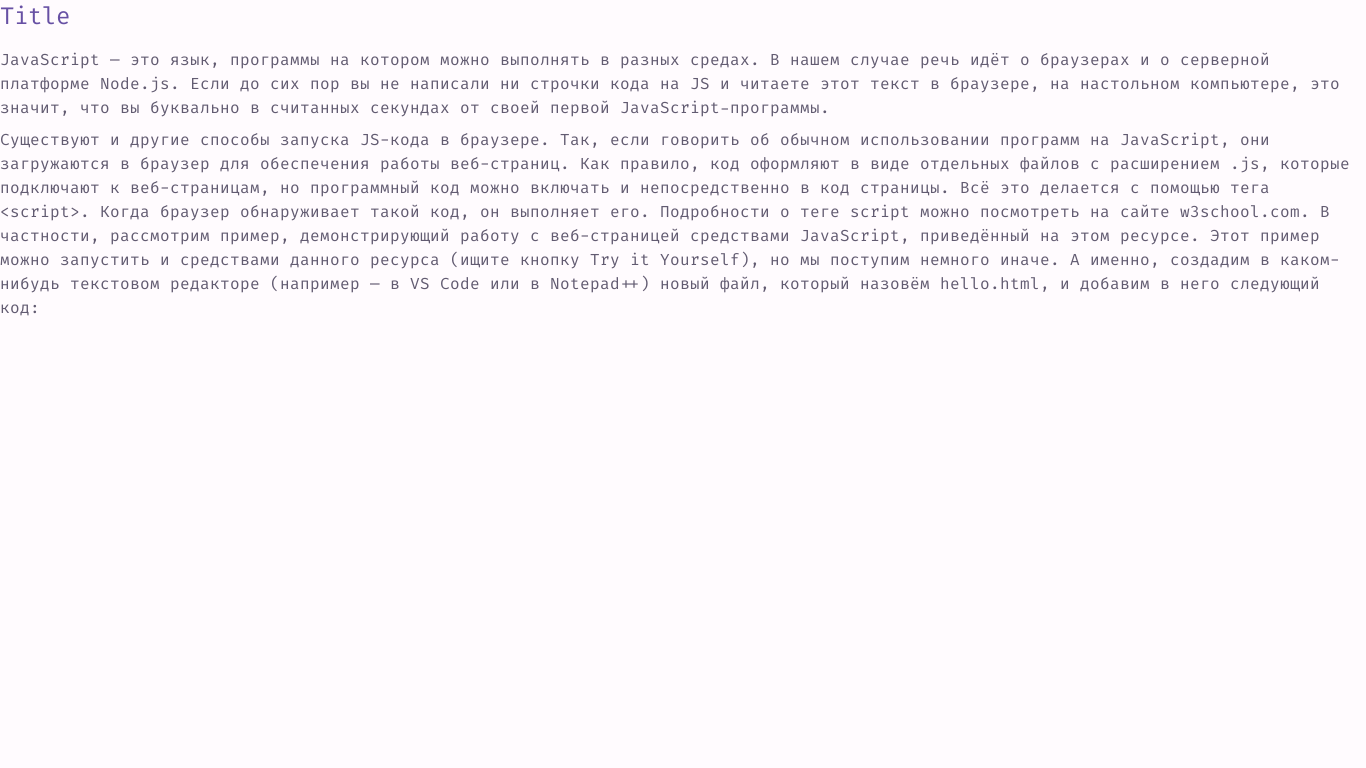 Title
JavaScript — это язык, программы на котором можно выполнять в разных средах. В нашем случае речь идёт о браузерах и о серверной
платформе Node.js. Если до сих пор вы не написали ни строчки кода на JS и читаете этот текст в браузере, на настольном компьютере, это
значит, что вы буквально в считанных секундах от своей первой JavaScript-программы.
Существуют и другие способы запуска JS-кода в браузере. Так, если говорить об обычном использовании программ на JavaScript, они
загружаются в браузер для обеспечения работы веб-страниц. Как правило, код оформляют в виде отдельных файлов с расширением .js, которые
подключают к веб-страницам, но программный код можно включать и непосредственно в код страницы. Всё это делается с помощью тега
<script>. Когда браузер обнаруживает такой код, он выполняет его. Подробности о теге script можно посмотреть на сайте w3school.com. В
частности, рассмотрим пример, демонстрирующий работу с веб-страницей средствами JavaScript, приведённый на этом ресурсе. Этот пример
можно запустить и средствами данного ресурса (ищите кнопку Try it Yourself), но мы поступим немного иначе. А именно, создадим в каком-
нибудь текстовом редакторе (например — в VS Code или в Notepad++) новый файл, который назовём hello.html, и добавим в него следующий
код: